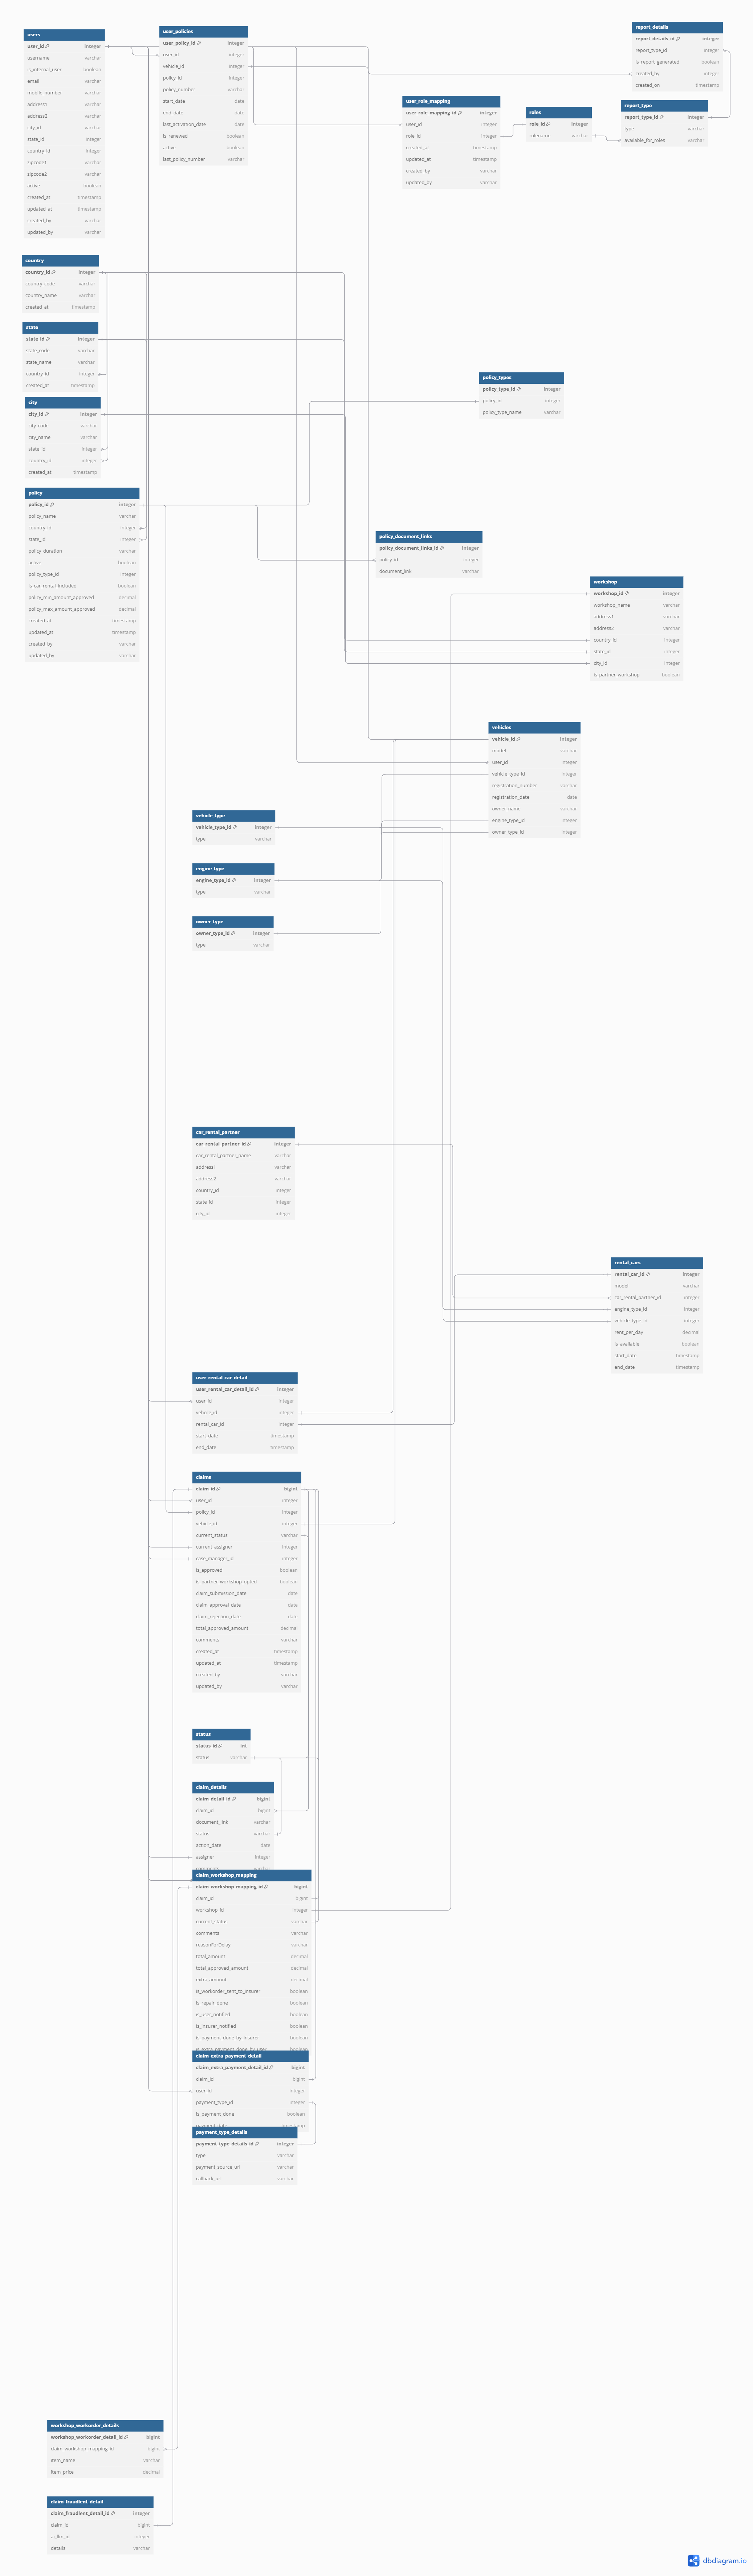 users
user_id integer
username varchar
is_internal_user boolean
email varchar
mobile_number varchar
address1 varchar
address2 varchar
city_id varchar
state_id integer
country_id integer
zipcode1 varchar
zipcode2 varchar
active boolean
created_at timestamp
updated_at timestamp
created_by varchar
updated_by varchar
user_policies
user_policy_id integer
user_id integer
vehicle_id integer
policy_id integer
policy_number varchar
start_date date
end_date date
last_activation_date date
is_renewed boolean
active boolean
last_policy_number varchar
report_details
report_details_id integer
report_type_id integer
is_report_generated boolean
created_by integer
created_on timestamp
user_role_mapping
user_role_mapping_id integer
user_id integer
role_id integer
created_at timestamp
updated_at timestamp
created_by varchar
updated_by varchar
roles
role_id integer
rolename varchar
report_type
report_type_id integer
type varchar
available_for_roles varchar
country
country_id integer
country_code varchar
country_name varchar
created_at timestamp
state
state_id integer
state_code varchar
state_name varchar
country_id integer
created_at timestamp
city
city_id integer
city_code varchar
city_name varchar
state_id integer
country_id integer
created_at timestamp
policy_types
policy_type_id integer
policy_id integer
policy_type_name varchar
policy
policy_id integer
policy_name varchar
country_id integer
state_id integer
policy_duration varchar
active boolean
policy_type_id integer
is_car_rental_included boolean
policy_min_amount_approved decimal
policy_max_amount_approved decimal
created_at timestamp
updated_at timestamp
created_by varchar
updated_by varchar
policy_document_links
policy_document_links_id integer
policy_id integer
document_link varchar
workshop
workshop_id integer
workshop_name varchar
address1 varchar
address2 varchar
country_id integer
state_id integer
city_id integer
is_partner_workshop boolean
vehicles
vehicle_id integer
model varchar
user_id integer
vehicle_type_id integer
registration_number varchar
registration_date date
owner_name varchar
engine_type_id integer
owner_type_id integer
vehicle_type
vehicle_type_id integer
type varchar
engine_type
engine_type_id integer
type varchar
owner_type
owner_type_id integer
type varchar
car_rental_partner
car_rental_partner_id integer
car_rental_partner_name varchar
address1 varchar
address2 varchar
country_id integer
state_id integer
city_id integer
rental_cars
rental_car_id integer
model varchar
car_rental_partner_id integer
engine_type_id integer
vehicle_type_id integer
rent_per_day decimal
is_available boolean
start_date timestamp
end_date timestamp
user_rental_car_detail
user_rental_car_detail_id integer
user_id integer
vehcile_id integer
rental_car_id integer
start_date timestamp
end_date timestamp
claims
claim_id bigint
user_id integer
policy_id integer
vehicle_id integer
current_status varchar
current_assignee integer
case_manager_id integer
is_approved boolean
is_partner_workshop_opted boolean
claim_submission_date date
claim_approval_date date
claim_rejection_date date
total_approved_amount decimal
comments varchar
created_at timestamp
updated_at timestamp
created_by varchar
updated_by varchar
status
status_id int
status varchar
claim_details
claim_detail_id bigint
claim_id bigint
document_link varchar
status varchar
action_date date
assigner integer
comments varchar
claim_workshop_mapping
claim_workshop_mapping_id bigint
claim_id bigint
workshop_id integer
current_status varchar
comments varchar
reasonForDelay varchar
total_amount decimal
total_approved_amount decimal
extra_amount decimal
is_workorder_sent_to_insurer boolean
is_repair_done boolean
is_user_notified boolean
is_insurer_notified boolean
is_payment_done_by_insurer boolean
is_extra_payment_done_by_user boolean
claim_extra_payment_detail
claim_extra_payment_detail_id bigint
claim_id bigint
user_id integer
payment_type_id integer
is_payment_done boolean
payment_date timestamp
payment_type_details
payment_type_details_id integer
type varchar
payment_source_url varchar
callback_url varchar
workshop_workorder_details
workshop_workorder_detail_id bigint
claim_workshop_mapping_id bigint
item_name varchar
item_price decimal
claim_fraudlent_detail
claim_fraudlent_detail_id integer
claim_id bigint
ai_llm_id integer
details varchar
dbdiagram.io